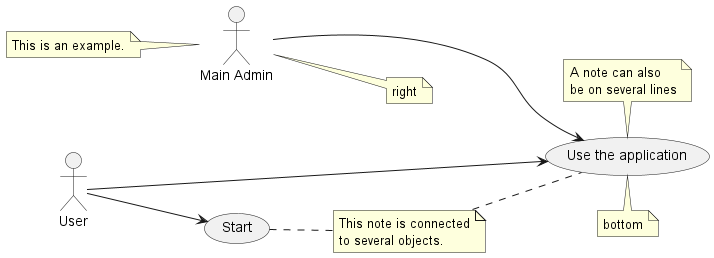 This is an example.
Main Admin
right
A note can also
be on several lines
Use the application
User
Start
This note is connected
to several objects.
bottom